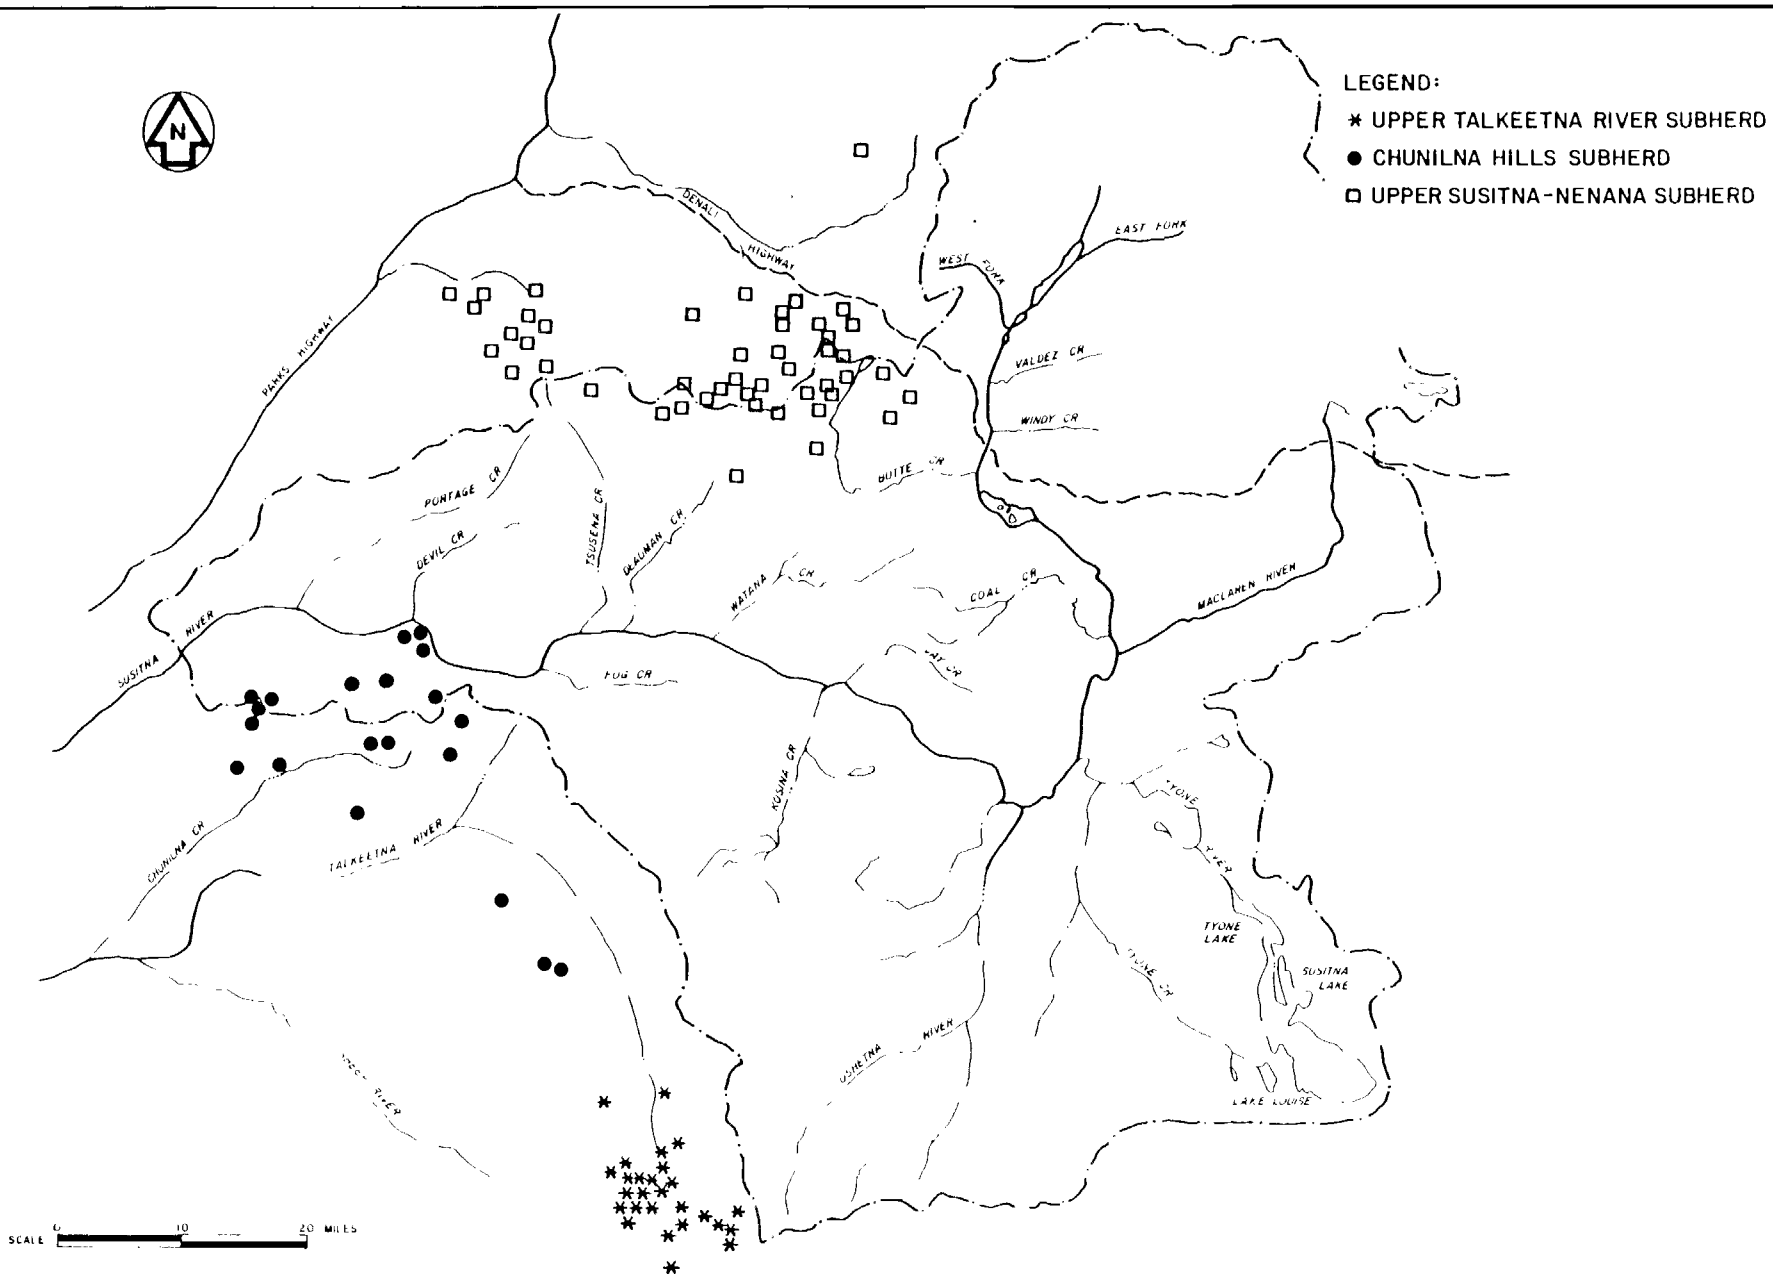 LEGEND:
* UPPER TALKEETNA RIVER SUBHERD
● CHUNILNA HILLS SUBHERD
□ UPPER SUSITNA-NENANA SUBHERD
N
DENALI
HIGHWAY
EAST FORK
WEST FORK
PARKS HIGHWAY
VALDEZ CR
WINDY CR
BUTTE CR
PORTAGE CR
DEVIL CR
TSUSENA CR
DEADMAN CR
WATANA CR
COAL CR
MACLAREN RIVER
SUSITNA RIVER
FOG CR
JAY CR
KOSINA CR
TYONE
CHUNILNA CR
TALKEETNA RIVER
TYONE
LAKE
SUSITNA
LAKE
TYONE CR
OSHETNA RIVER
RIVER
LAKE LOUISE
SCALE 0 10 20 MILES